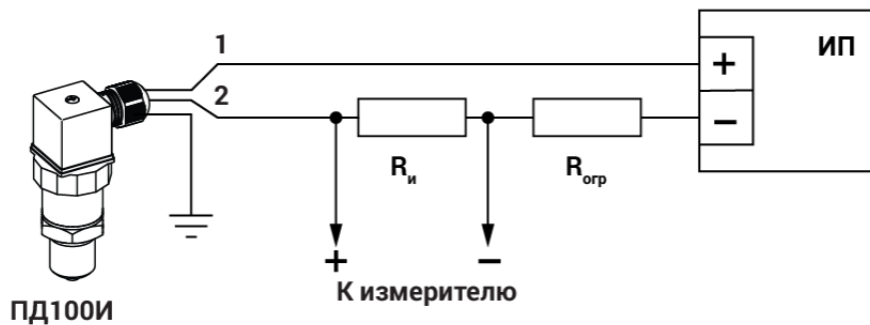 1
ИП
+
2
−
Rи
Rогр
+ −
К измерителю
ПД100И